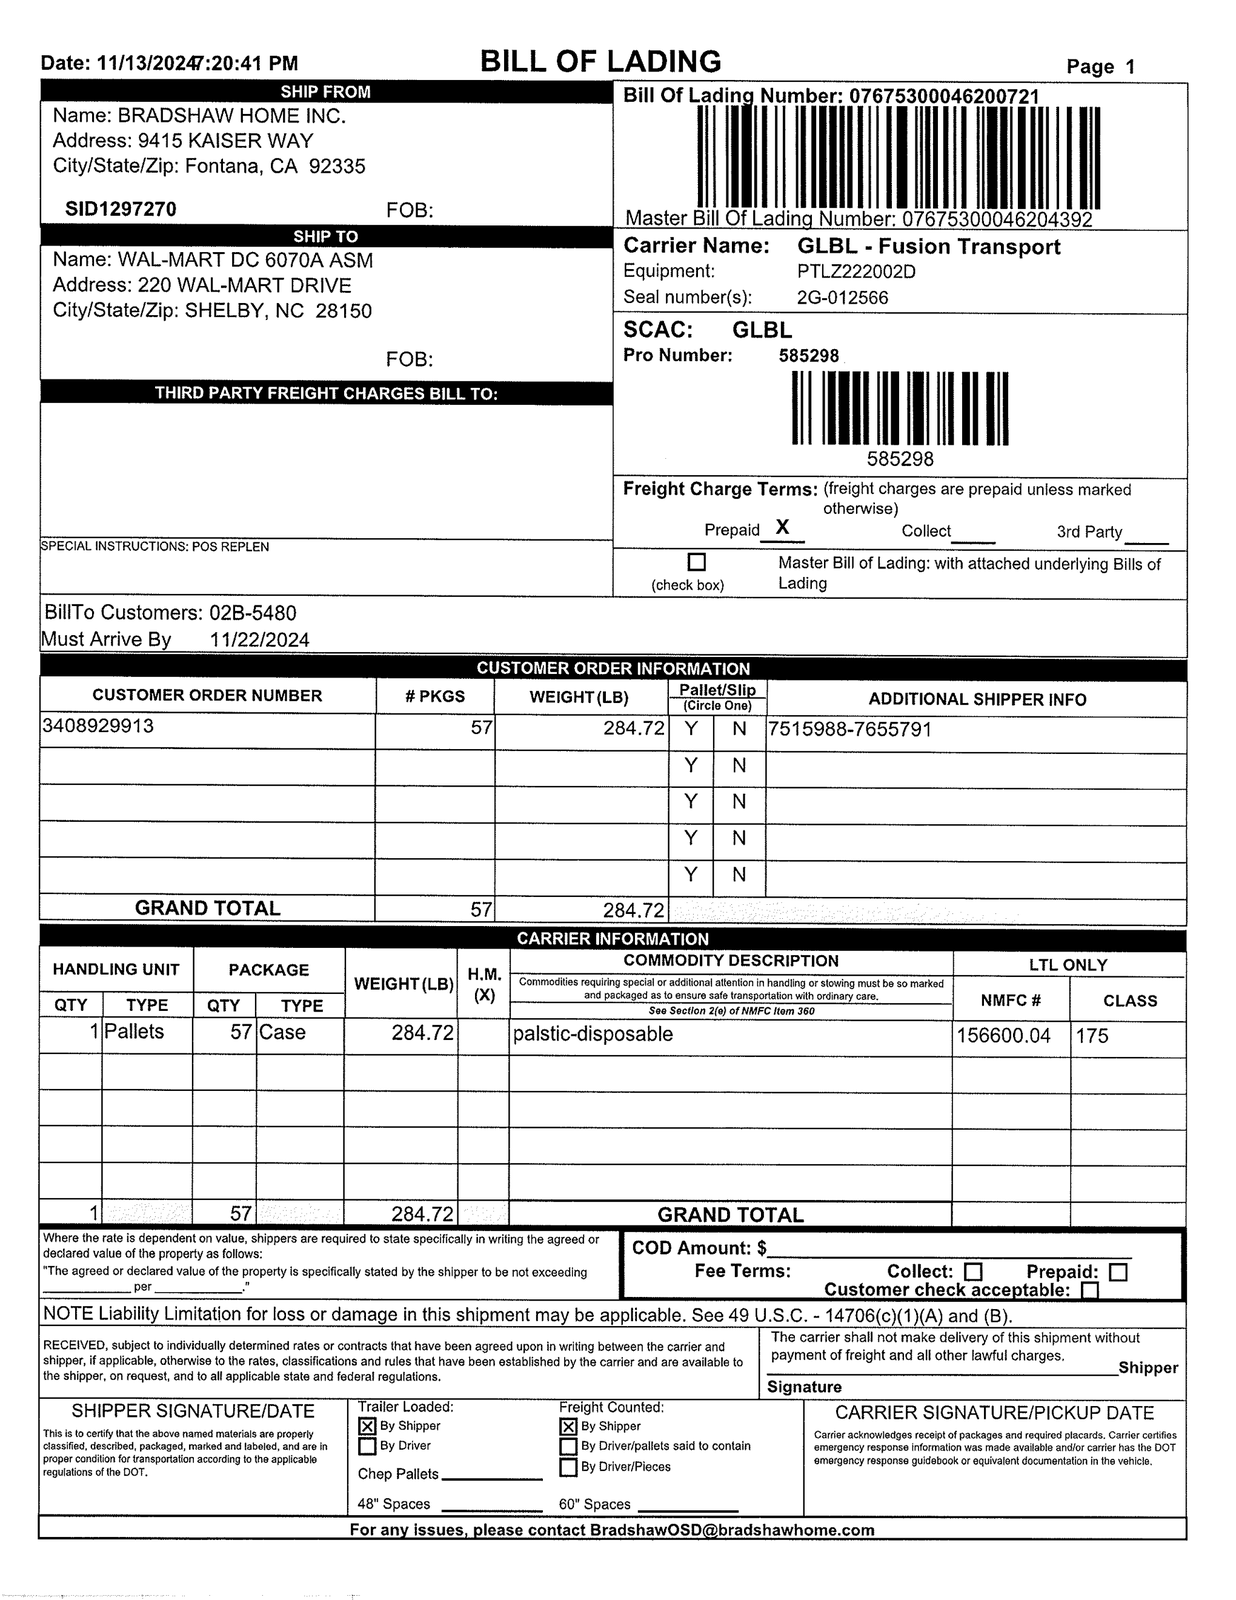 Date: 11/13/20247:20:41 PM
BILL OF LADING
Page 1
SHIP FROM
Name: BRADSHAW HOME INC.
Address: 9415 KAISER WAY
City/State/Zip: Fontana, CA 92335
SID1297270 FOB:
Bill Of Lading Number: 07675300046200721
Master Bill Of Lading Number: 07675300046204392
SHIP TO
Name: WAL-MART DC 6070A ASM
Address: 220 WAL-MART DRIVE
City/State/Zip: SHELBY, NC 28150
FOB:
Carrier Name: GLBL - Fusion Transport
Equipment: PTLZ222002D
Seal number(s): 2G-012566
SCAC: GLBL
Pro Number: 585298
585298
THIRD PARTY FREIGHT CHARGES BILL TO:
Freight Charge Terms: (freight charges are prepaid unless marked
otherwise)
Prepaid X Collect 3rd Party
SPECIAL INSTRUCTIONS: POS REPLEN
Master Bill of Lading: with attached underlying Bills of
(check box) Lading
BillTo Customers: 02B-5480
Must Arrive By 11/22/2024
CUSTOMER ORDER INFORMATION
CUSTOMER ORDER NUMBER # PKGS WEIGHT(LB) Pallet/Slip (Circle One) ADDITIONAL SHIPPER INFO
3408929913 57 284.72 Y N 7515988-7655791
Y N
Y N
Y N
Y N
GRAND TOTAL 57 284.72
CARRIER INFORMATION
HANDLING UNIT PACKAGE WEIGHT(LB) H.M. (X) COMMODITY DESCRIPTION LTL ONLY
Commodities requiring special or additional attention in handling or stowing must be so marked
and packaged as to ensure safe transportation with ordinary care.
See Section 2(e) of NMFC Item 360
QTY TYPE QTY TYPE NMFC # CLASS
1 Pallets 57 Case 284.72 palstic-disposable 156600.04 175
1 57 284.72 GRAND TOTAL
Where the rate is dependent on value, shippers are required to state specifically in writing the agreed or
declared value of the property as follows:
"The agreed or declared value of the property is specifically stated by the shipper to be not exceeding
____________ per ____________."
COD Amount: $
Fee Terms: Collect: Prepaid:
Customer check acceptable:
NOTE Liability Limitation for loss or damage in this shipment may be applicable. See 49 U.S.C. - 14706(c)(1)(A) and (B).
RECEIVED, subject to individually determined rates or contracts that have been agreed upon in writing between the carrier and
shipper, if applicable, otherwise to the rates, classifications and rules that have been established by the carrier and are available to
the shipper, on request, and to all applicable state and federal regulations.
The carrier shall not make delivery of this shipment without
payment of freight and all other lawful charges.
Shipper
Signature
SHIPPER SIGNATURE/DATE
This is to certify that the above named materials are properly
classified, described, packaged, marked and labeled, and are in
proper condition for transportation according to the applicable
regulations of the DOT.
Trailer Loaded:
X By Shipper
By Driver
Chep Pallets
48" Spaces
Freight Counted:
X By Shipper
By Driver/pallets said to contain
By Driver/Pieces
60" Spaces
CARRIER SIGNATURE/PICKUP DATE
Carrier acknowledges receipt of packages and required placards. Carrier certifies
emergency response information was made available and/or carrier has the DOT
emergency response guidebook or equivalent documentation in the vehicle.
For any issues, please contact BradshawOSD@bradshawhome.com